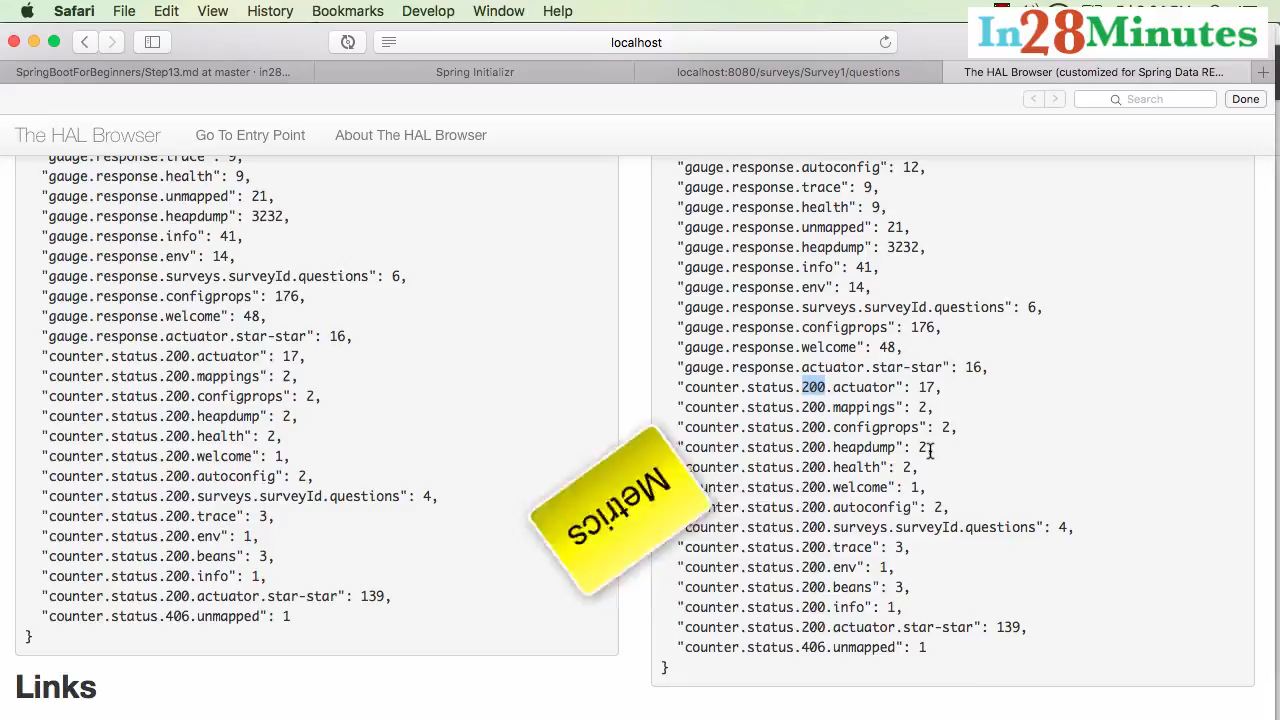 Safari File Edit View History Bookmarks Develop Window Help
In28Minutes
localhost
SpringBootForBeginners/Step13.md at master · in28...
Spring Initializr
localhost:8080/surveys/Survey1/questions
The HAL Browser (customized for Spring Data RE...
Search
Done
The HAL Browser Go To Entry Point About The HAL Browser
"gauge.response.trace": 9,
"gauge.response.health": 9,
"gauge.response.unmapped": 21,
"gauge.response.heapdump": 3232,
"gauge.response.info": 41,
"gauge.response.env": 14,
"gauge.response.surveys.surveyId.questions": 6,
"gauge.response.configprops": 176,
"gauge.response.welcome": 48,
"gauge.response.actuator.star-star": 16,
"counter.status.200.actuator": 17,
"counter.status.200.mappings": 2,
"counter.status.200.configprops": 2,
"counter.status.200.heapdump": 2,
"counter.status.200.health": 2,
"counter.status.200.welcome": 1,
"counter.status.200.autoconfig": 2,
"counter.status.200.surveys.surveyId.questions": 4,
"counter.status.200.trace": 3,
"counter.status.200.env": 1,
"counter.status.200.beans": 3,
"counter.status.200.info": 1,
"counter.status.200.actuator.star-star": 139,
"counter.status.406.unmapped": 1
}
Links
"gauge.response.autoconfig": 12,
"gauge.response.trace": 9,
"gauge.response.health": 9,
"gauge.response.unmapped": 21,
"gauge.response.heapdump": 3232,
"gauge.response.info": 41,
"gauge.response.env": 14,
"gauge.response.surveys.surveyId.questions": 6,
"gauge.response.configprops": 176,
"gauge.response.welcome": 48,
"gauge.response.actuator.star-star": 16,
"counter.status.200.actuator": 17,
"counter.status.200.mappings": 2,
"counter.status.200.configprops": 2,
"counter.status.200.heapdump": 2,
counter.status.200.health": 2,
.status.200.welcome": 1,
.status.200.autoconfig": 2,
counter.status.200.surveys.surveyId.questions": 4,
"counter.status.200.trace": 3,
"counter.status.200.env": 1,
"counter.status.200.beans": 3,
"counter.status.200.info": 1,
"counter.status.200.actuator.star-star": 139,
"counter.status.406.unmapped": 1
}
Metrics